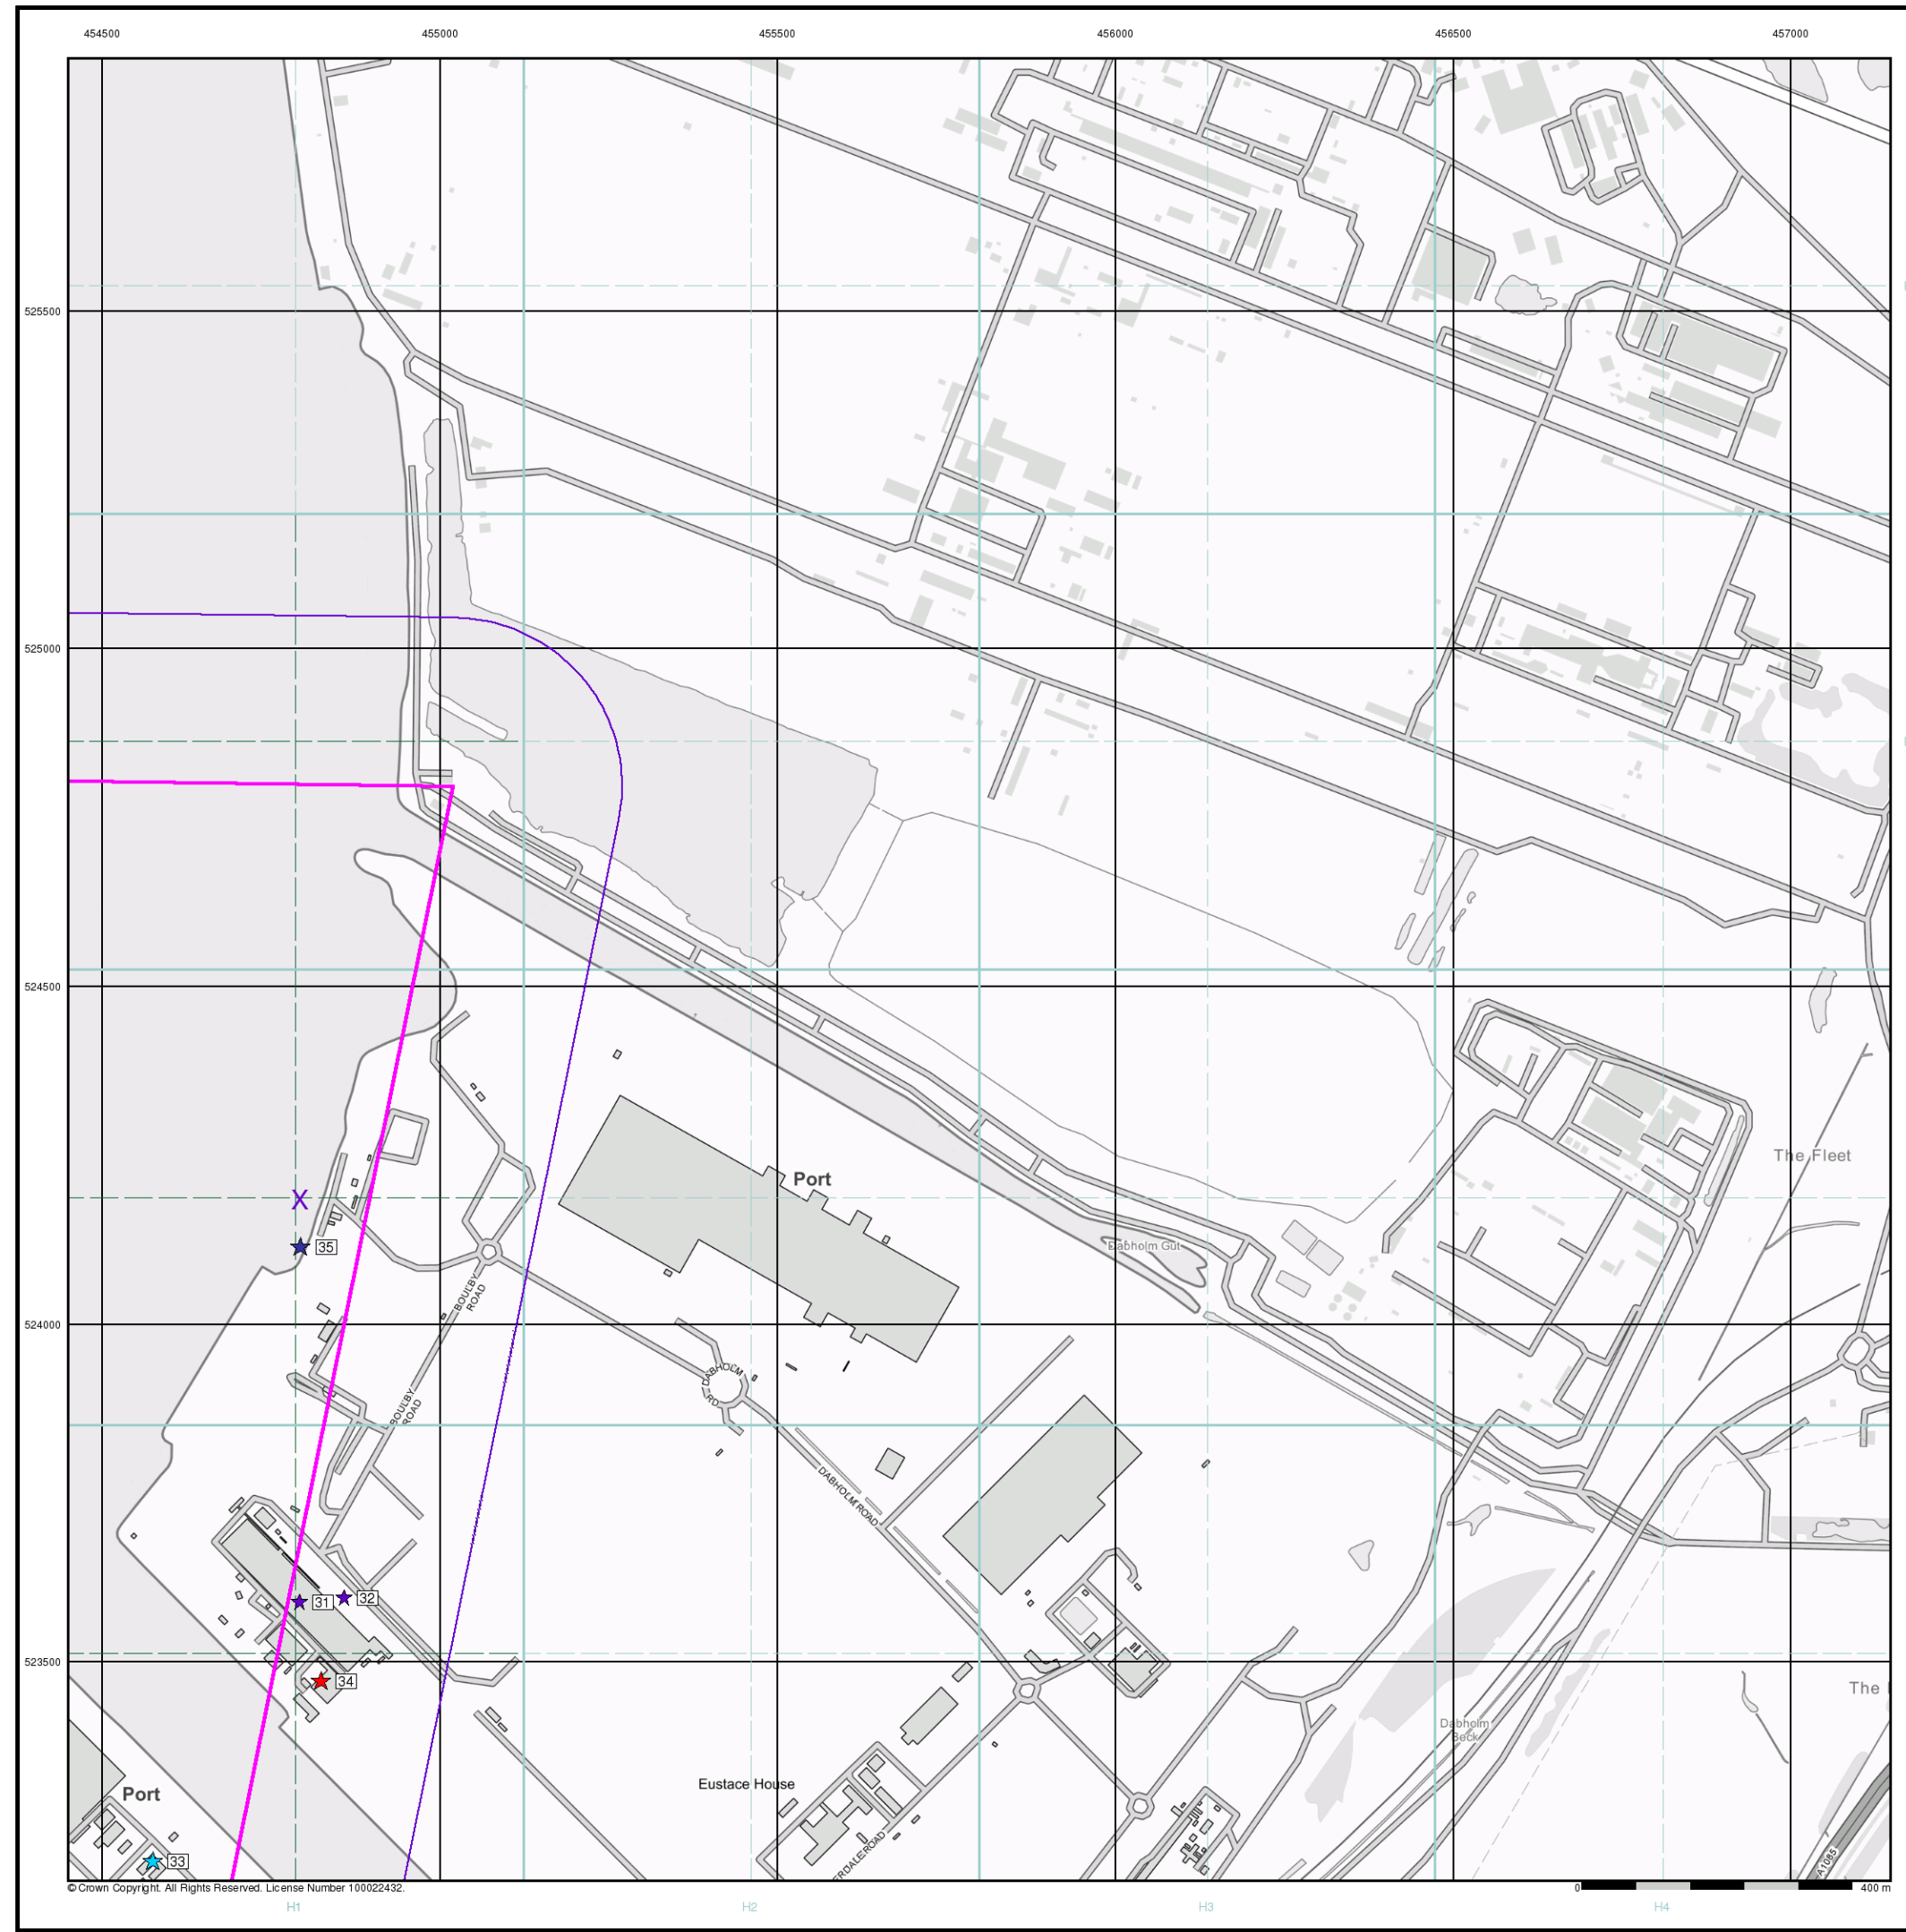 454500 455000 455500 456000 456500 457000
525500
525000
524500
524000
523500
The Fleet
Port
X
35
Dabholm Gut
BOULBY
ROAD
DABHOLM
RD
BOULBY
ROAD
DABHOLM ROAD
31
32
34
The
Dabholm
Beck
Port
Eustace House
33
ERDALE ROAD
A1085
© Crown Copyright. All Rights Reserved. License Number 100022432.
0 400 m
H1 H2 H3 H4